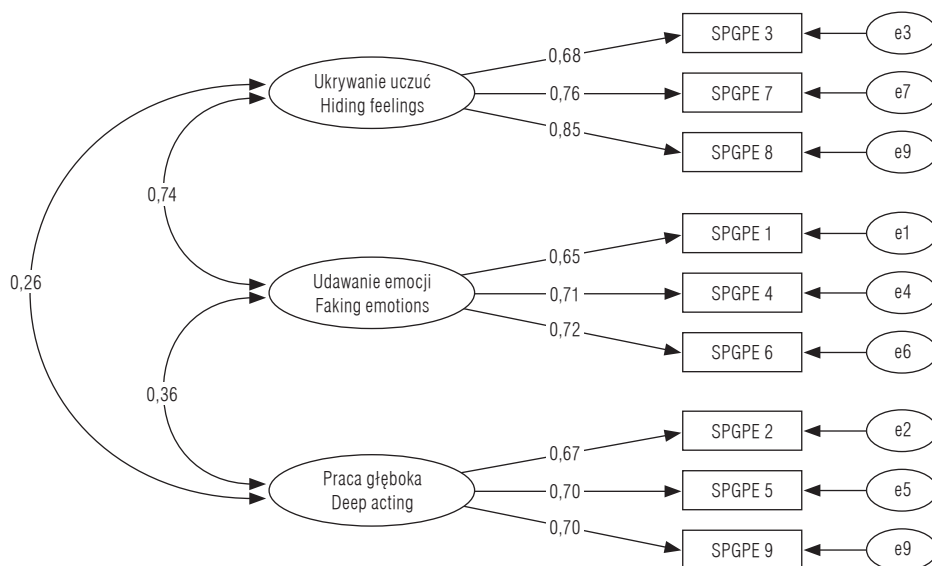 SPGPE 3
e3
0,68
Ukrywanie uczuć
Hiding feelings
0,76
SPGPE 7
e7
0,85
SPGPE 8
e9
0,74
SPGPE 1
e1
0,65
0,26
Udawanie emocji
Faking emotions
0,71
SPGPE 4
e4
0,72
SPGPE 6
e6
0,36
SPGPE 2
e2
0,67
Praca głęboka
Deep acting
0,70
SPGPE 5
e5
0,70
SPGPE 9
e9